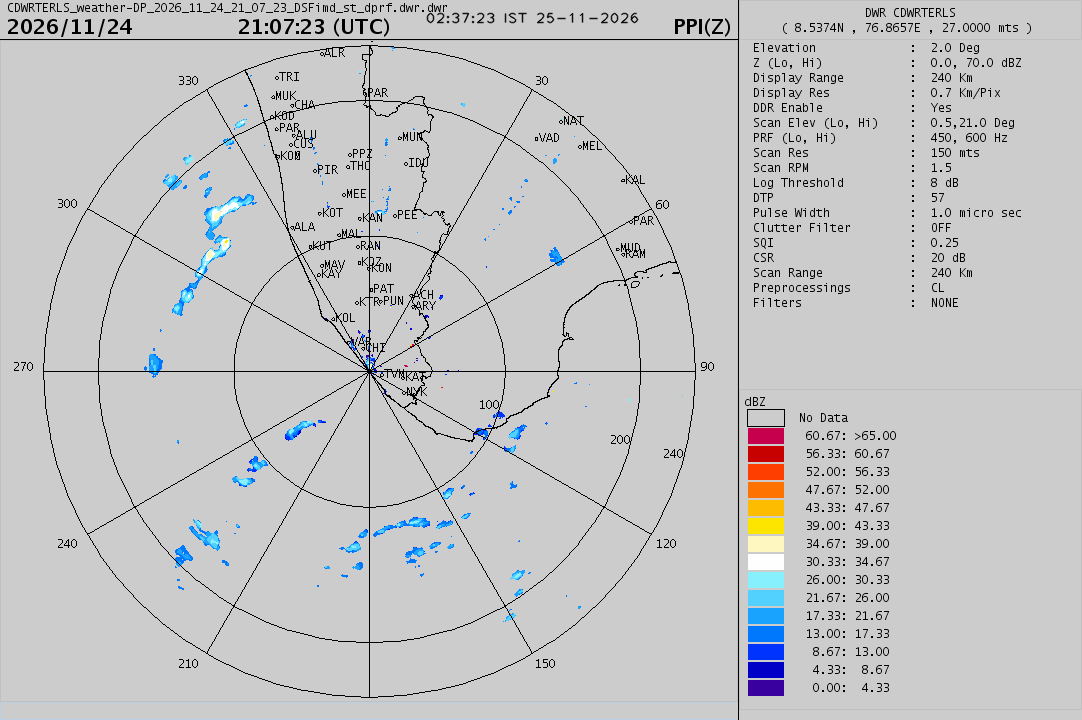 CDWRTERLS_weather-DP_2026_11_24_21_07_23_DSFimd_st_dprf.dwr.dwr
2026/11/24 21:07:23 (UTC) 02:37:23 IST 25-11-2026 PPI(Z)
DWR CDWRTERLS
( 8.5374N , 76.8657E , 27.0000 mts )
Elevation : 2.0 Deg
Z (Lo, Hi) : 0.0, 70.0 dBZ
Display Range : 240 Km
Display Res : 0.7 Km/Pix
DDR Enable : Yes
Scan Elev (Lo, Hi) : 0.5,21.0 Deg
PRF (Lo, Hi) : 450, 600 Hz
Scan Res : 150 mts
Scan RPM : 1.5
Log Threshold : 8 dB
DTP : 57
Pulse Width : 1.0 micro sec
Clutter Filter : OFF
SQI : 0.25
CSR : 20 dB
Scan Range : 240 Km
Preprocessings : CL
Filters : NONE
dBZ
No Data
60.67: >65.00
56.33: 60.67
52.00: 56.33
47.67: 52.00
43.33: 47.67
39.00: 43.33
34.67: 39.00
30.33: 34.67
26.00: 30.33
21.67: 26.00
17.33: 21.67
13.00: 17.33
8.67: 13.00
4.33: 8.67
0.00: 4.33
ALR
330 TRI 30
MUK PAR
CHA
KOD NAT
PAR
ALU MUN VAD
CUS MEL
PPZ
THO IDU
PIR KAL
MEE
300 KOT KAN PEE 60
ALA PAR
MAL
KUT RAN MUD
RAM
MAV KOZ KON
KAY
PAT
KTR PUN ACH
ARY
KOL
VAR
CHI
270 TVN KAT 90
NYK
100
200
240
240 120
210 150